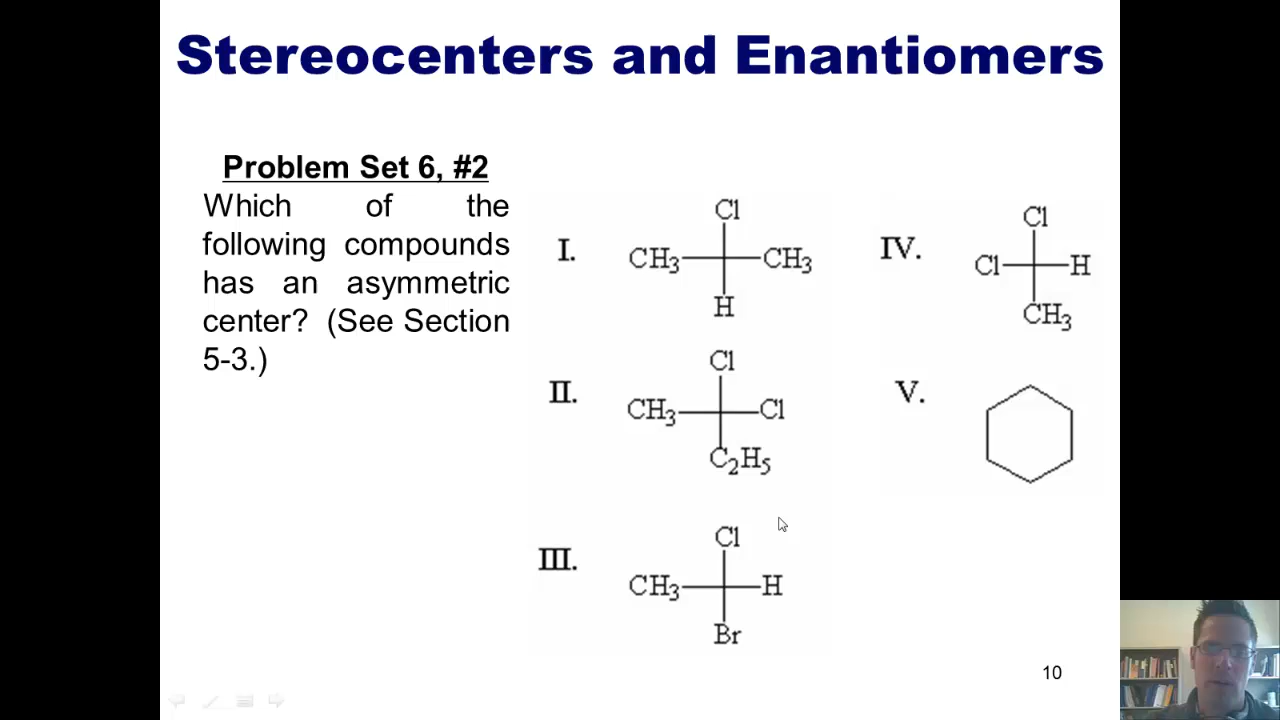 Stereocenters and Enantiomers
Problem Set 6, #2
Which of the
following compounds
has an asymmetric
center? (See Section
5-3.)
I.
Cl
CH₃ CH₃
H
II.
Cl
CH₃ Cl
C₂H₅
III.
Cl
CH₃ H
Br
IV.
Cl
Cl H
CH₃
V.
10